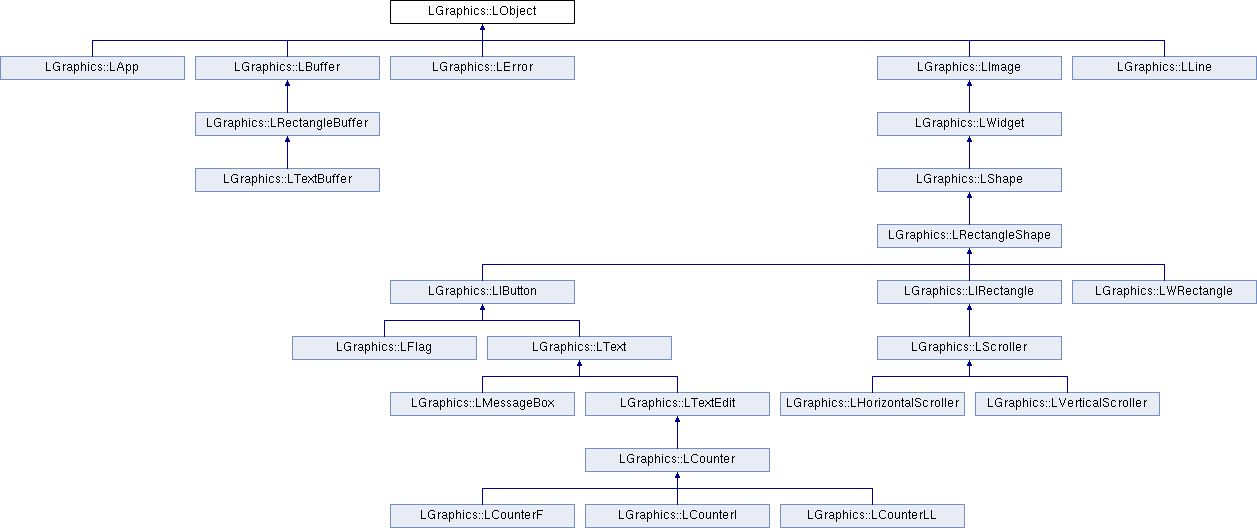 LGraphics::LObject
LGraphics::LApp
LGraphics::LBuffer
LGraphics::LError
LGraphics::LImage
LGraphics::LLine
LGraphics::LRectangleBuffer
LGraphics::LWidget
LGraphics::LTextBuffer
LGraphics::LShape
LGraphics::LRectangleShape
LGraphics::LIButton
LGraphics::LIRectangle
LGraphics::LWRectangle
LGraphics::LFlag
LGraphics::LText
LGraphics::LScroller
LGraphics::LMessageBox
LGraphics::LTextEdit
LGraphics::LHorizontalScroller
LGraphics::LVerticalScroller
LGraphics::LCounter
LGraphics::LCounterF
LGraphics::LCounterI
LGraphics::LCounterLL